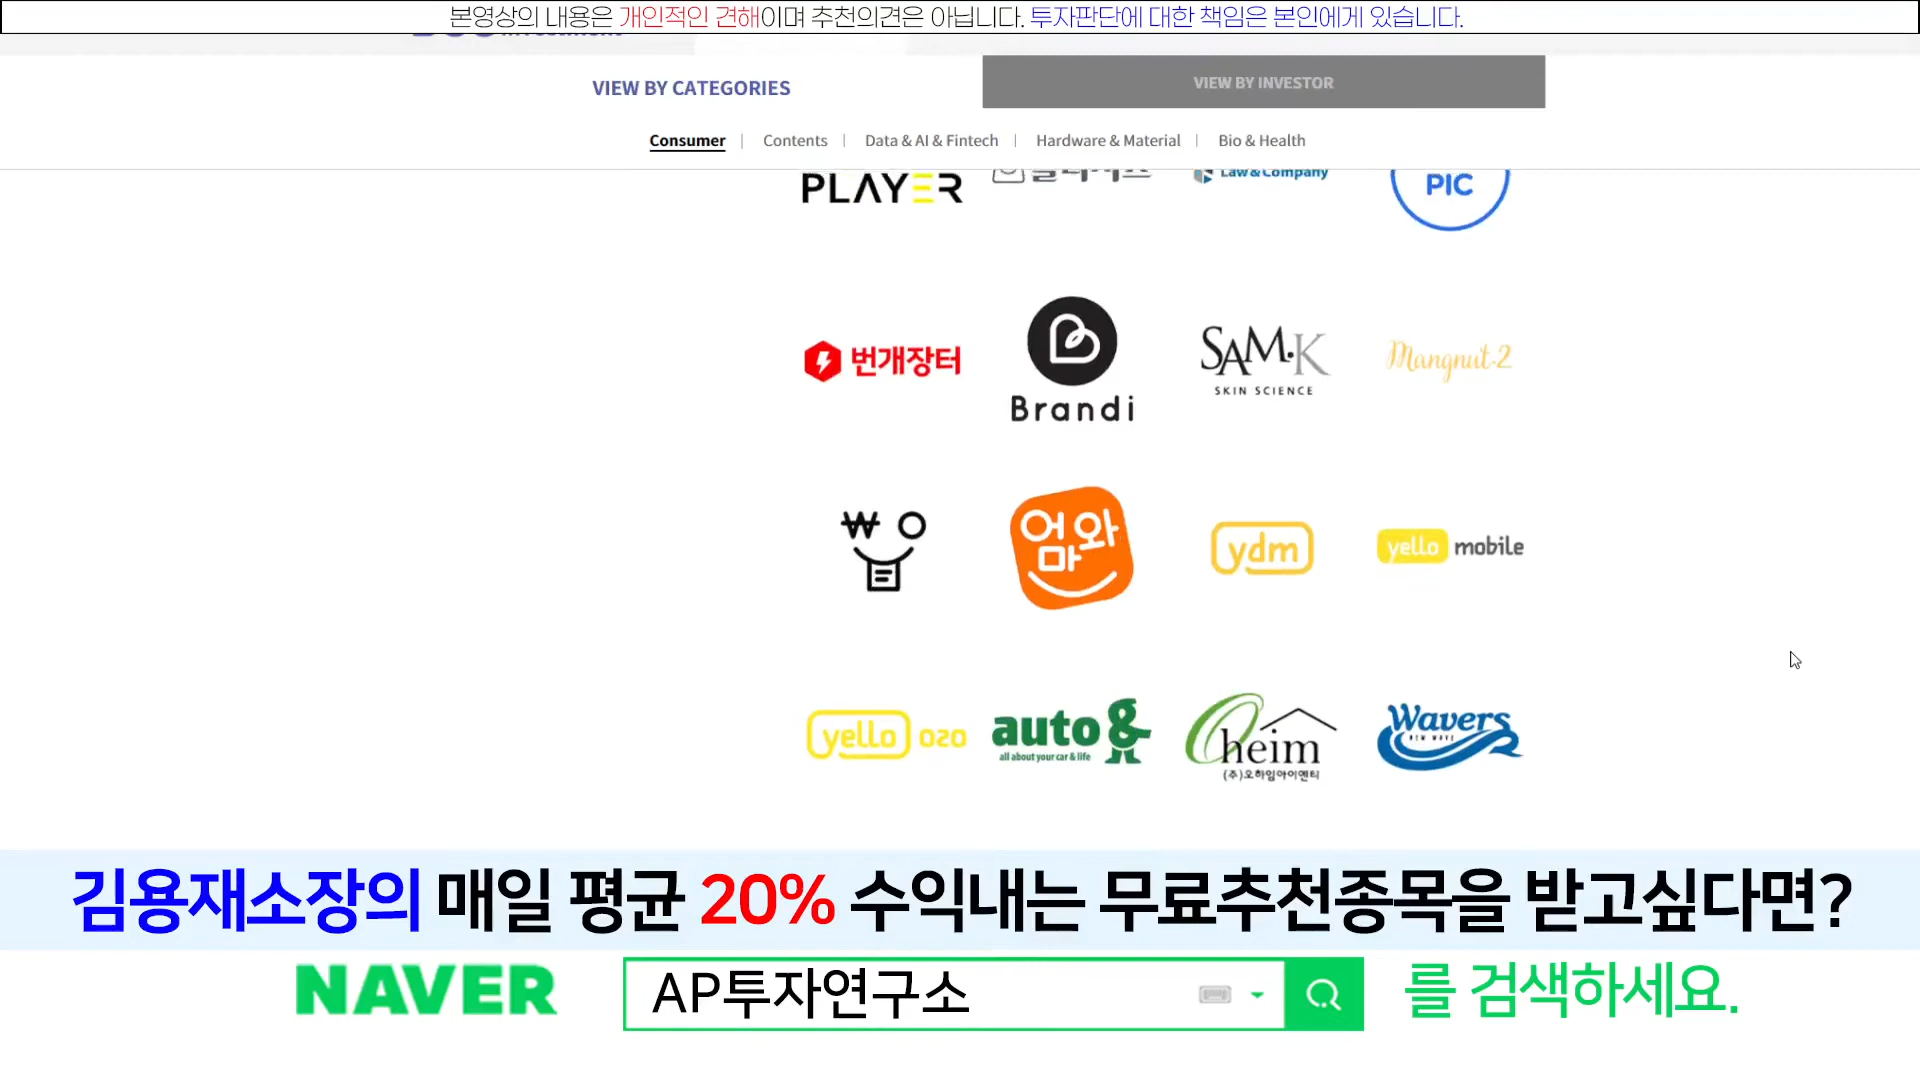 본영상의 내용은 개인적인 견해이며 추천의견은 아닙니다. 투자판단에 대한 책임은 본인에게 있습니다.
VIEW BY CATEGORIES
VIEW BY INVESTOR
Consumer | Contents | Data & AI & Fintech | Hardware & Material | Bio & Health
PLAYER
Law&Company
PIC
번개장터
Brandi
SAM·K
SKIN SCIENCE
Mangnut-2
엄마와
ydm
yello mobile
yello O2O
auto &
all about your car & life
Oheim
(주)오하임아이엔티
Wavers
NEW WAVE
김용재소장의 매일 평균 20% 수익내는 무료추천종목을 받고싶다면?
NAVER
AP투자연구소
를 검색하세요.